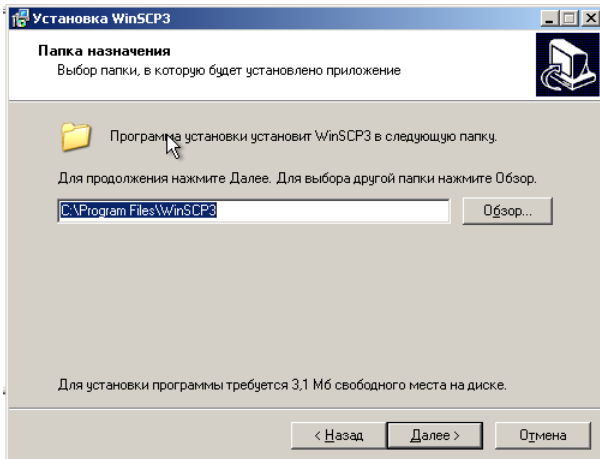 Установка WinSCP3
Папка назначения
Выбор папки, в которую будет установлено приложение
Программа установки установит WinSCP3 в следующую папку.
Для продолжения нажмите Далее. Для выбора другой папки нажмите Обзор.
C:\Program Files\WinSCP3
Обзор...
Для установки программы требуется 3,1 Мб свободного места на диске.
< Назад Далее > Отмена